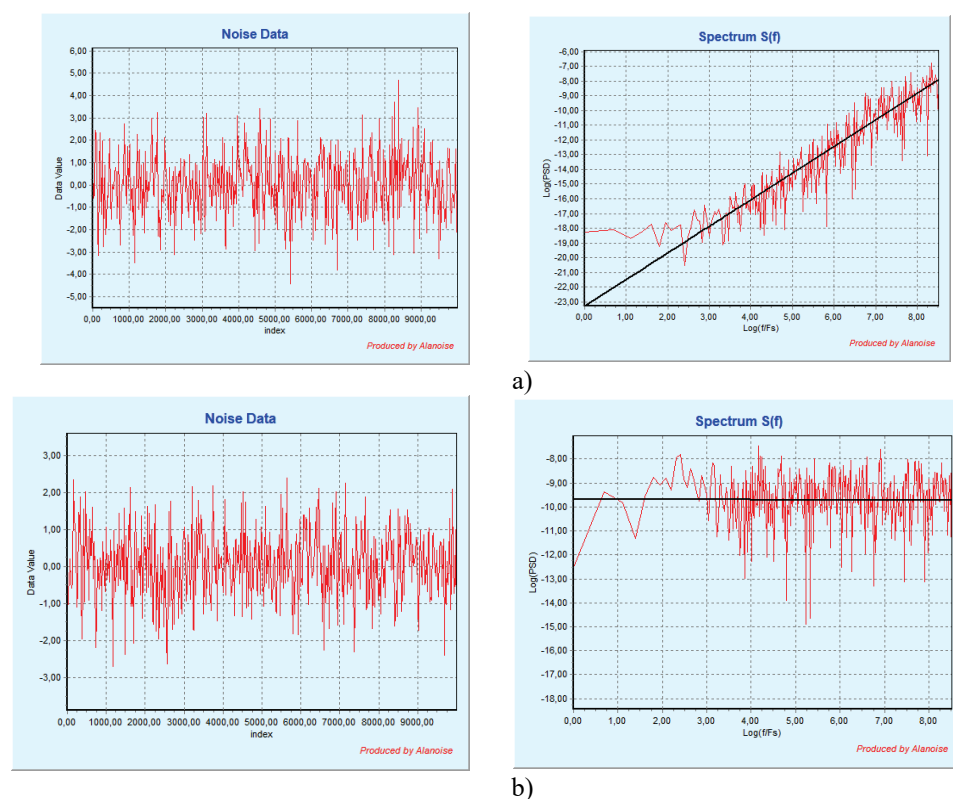 Noise Data
6,00
5,00
4,00
3,00
2,00
1,00
0,00
-1,00
-2,00
-3,00
-4,00
-5,00
Data Value
0,00 1000,00 2000,00 3000,00 4000,00 5000,00 6000,00 7000,00 8000,00 9000,00
index
Produced by Alanoise
Spectrum S(f)
-6,00
-7,00
-8,00
-9,00
-10,00
-11,00
-12,00
-13,00
-14,00
-15,00
-16,00
-17,00
-18,00
-19,00
-20,00
-21,00
-22,00
-23,00
Log(PSD)
0,00 1,00 2,00 3,00 4,00 5,00 6,00 7,00 8,00
Log(f/Fs)
Produced by Alanoise
a)
Noise Data
3,00
2,00
1,00
0,00
-1,00
-2,00
-3,00
Data Value
0,00 1000,00 2000,00 3000,00 4000,00 5000,00 6000,00 7000,00 8000,00 9000,00
index
Produced by Alanoise
Spectrum S(f)
-8,00
-9,00
-10,00
-11,00
-12,00
-13,00
-14,00
-15,00
-16,00
-17,00
-18,00
Log(PSD)
0,00 1,00 2,00 3,00 4,00 5,00 6,00 7,00 8,00
Log(f/Fs)
Produced by Alanoise
b)